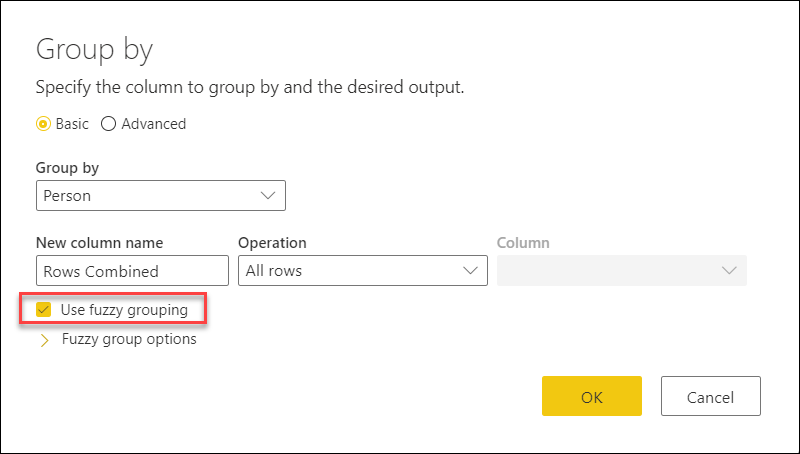 Group by
Specify the column to group by and the desired output.
Basic Advanced
Group by
Person
New column name Operation Column
Rows Combined All rows
Use fuzzy grouping
Fuzzy group options
OK Cancel